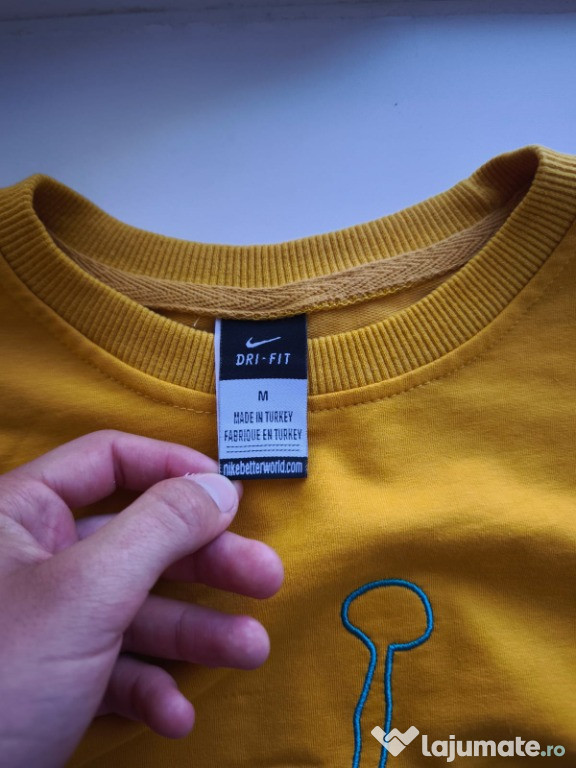 DRI-FIT
M
MADE IN TURKEY
FABRIQUE EN TURKEY
nikebetterworld.com
lajumate.ro